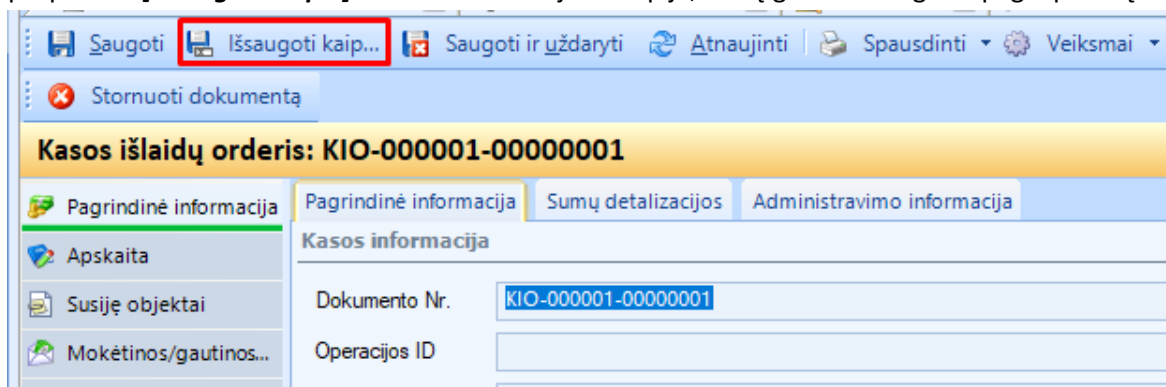 Saugoti Išsaugoti kaip... Saugoti ir uždaryti Atnaujinti Spausdinti Veiksmai
Stornuoti dokumentą
Kasos išlaidų orderis: KIO-000001-00000001
Pagrindinė informacija Pagrindinė informacija Sumų detalizacijos Administravimo informacija
Kasos informacija
Apskaita
Dokumento Nr. KIO-000001-00000001
Susiję objektai
Operacijos ID
Mokėtinos/gautinos...